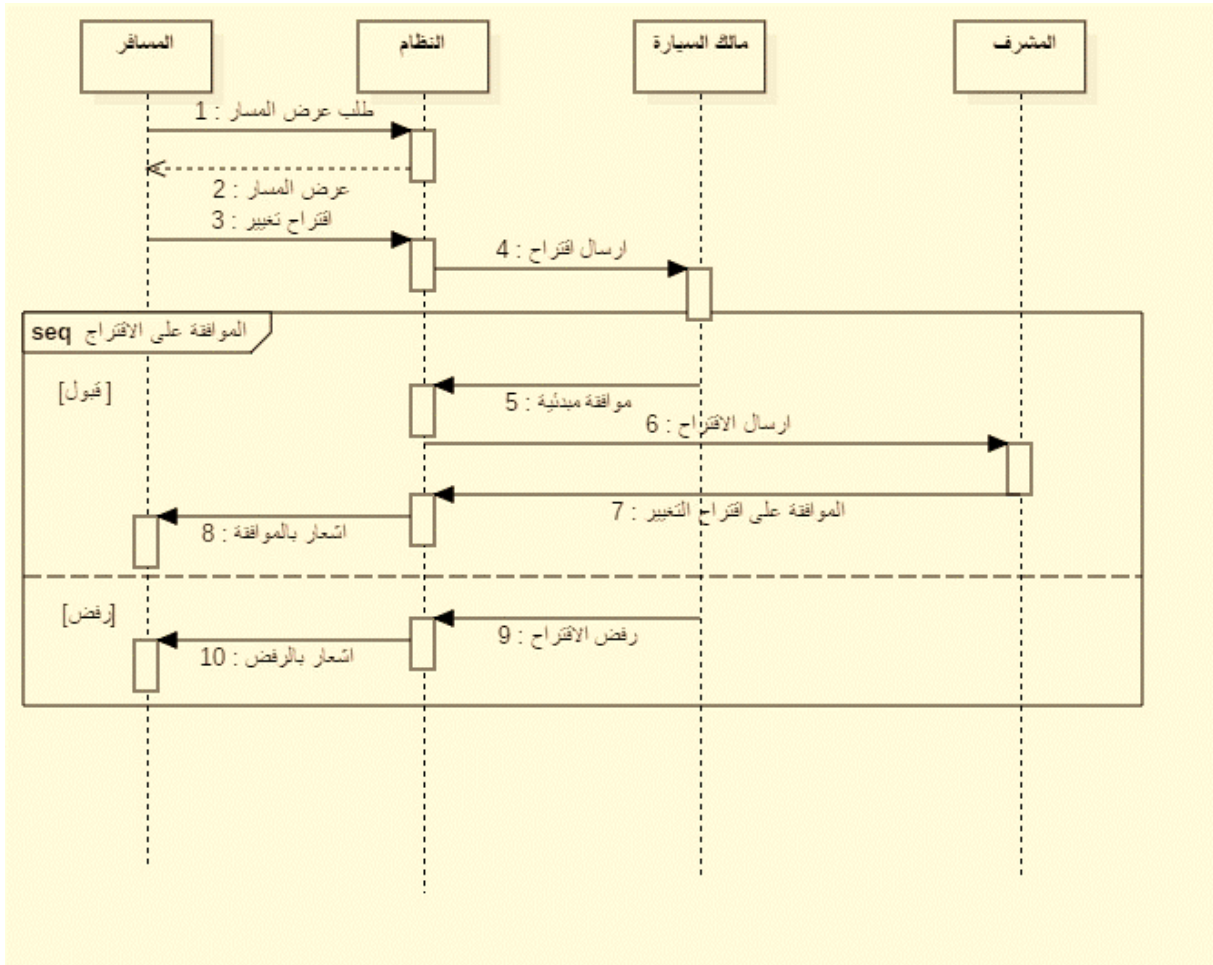 المسافر
النظام
مالك السيارة
المشرف
1 : طلب عرض المسار
2 : عرض المسار
3 : اقتراح تغيير
4 : ارسال اقتراح
seq الموافقة على الاقتراح
[قبول]
5 : موافقة مبدئية
6 : ارسال الاقتراح
7 : الموافقة على اقتراح التغيير
8 : اشعار بالموافقة
[رفض]
9 : رفض الاقتراح
10 : اشعار بالرفض